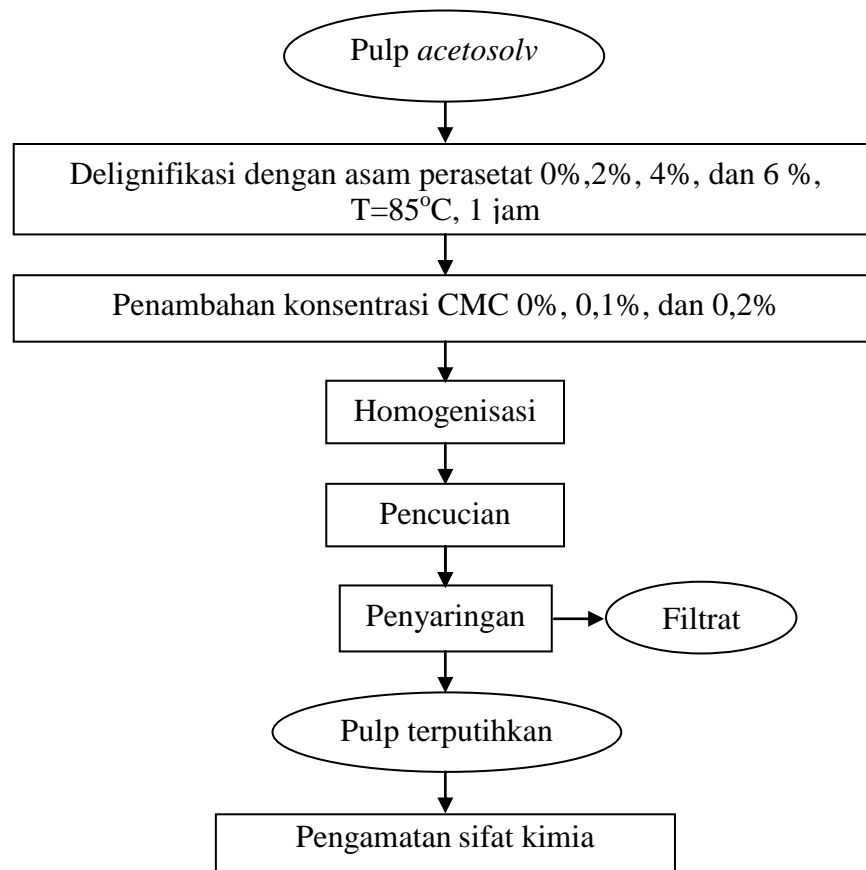 Pulp acetosolv
Delignifikasi dengan asam perasetat 0%,2%, 4%, dan 6 %,
T=85°C, 1 jam
Penambahan konsentrasi CMC 0%, 0,1%, dan 0,2%
Homogenisasi
Pencucian
Penyaringan
Filtrat
Pulp terputihkan
Pengamatan sifat kimia